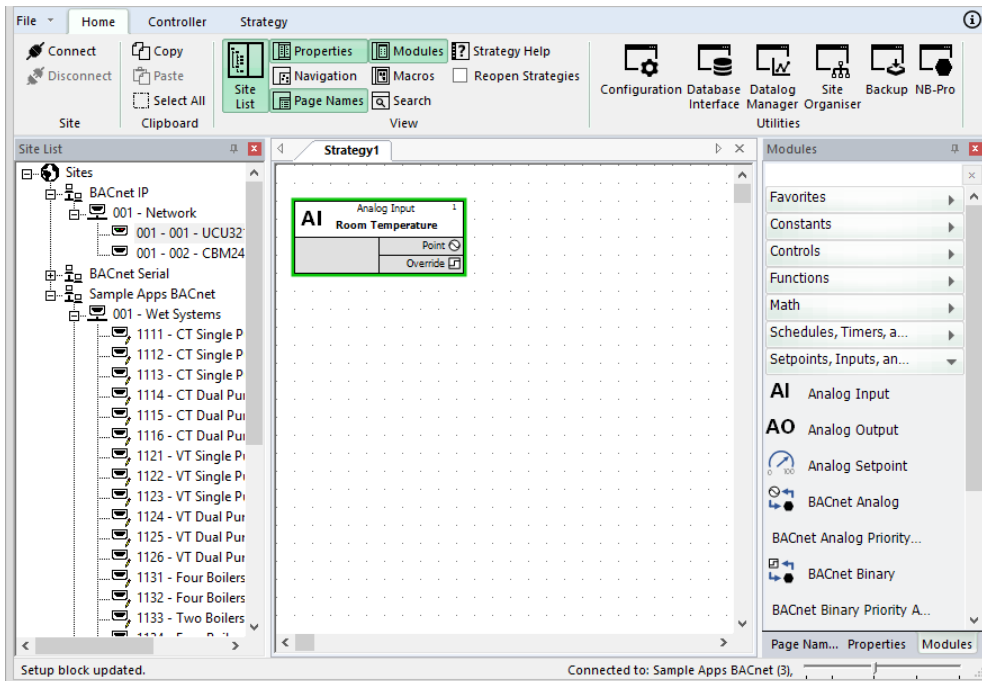 File Home Controller Strategy
Connect
Disconnect
Site
Copy
Paste
Select All
Clipboard
Site
List
Properties Modules Strategy Help
Navigation Macros Reopen Strategies
Page Names Search
View
Configuration Database Datalog Site Backup NB-Pro
Interface Manager Organiser
Utilities
Site List
Sites
BACnet IP
001 - Network
001 - 001 - UCU32
001 - 002 - CBM24
BACnet Serial
Sample Apps BACnet
001 - Wet Systems
1111 - CT Single P
1112 - CT Single P
1113 - CT Single P
1114 - CT Dual Pu
1115 - CT Dual Pu
1116 - CT Dual Pu
1121 - VT Single P
1122 - VT Single P
1123 - VT Single P
1124 - VT Dual Pur
1125 - VT Dual Pur
1126 - VT Dual Pur
1131 - Four Boilers
1132 - Four Boilers
1133 - Two Boilers
Strategy1
Analog Input 1
AI Room Temperature
Point
Override
Modules
Favorites
Constants
Controls
Functions
Math
Schedules, Timers, a...
Setpoints, Inputs, an...
AI Analog Input
AO Analog Output
0 100 Analog Setpoint
BACnet Analog
BACnet Analog Priority...
BACnet Binary
BACnet Binary Priority A...
Page Nam... Properties Modules
Setup block updated.
Connected to: Sample Apps BACnet (3),